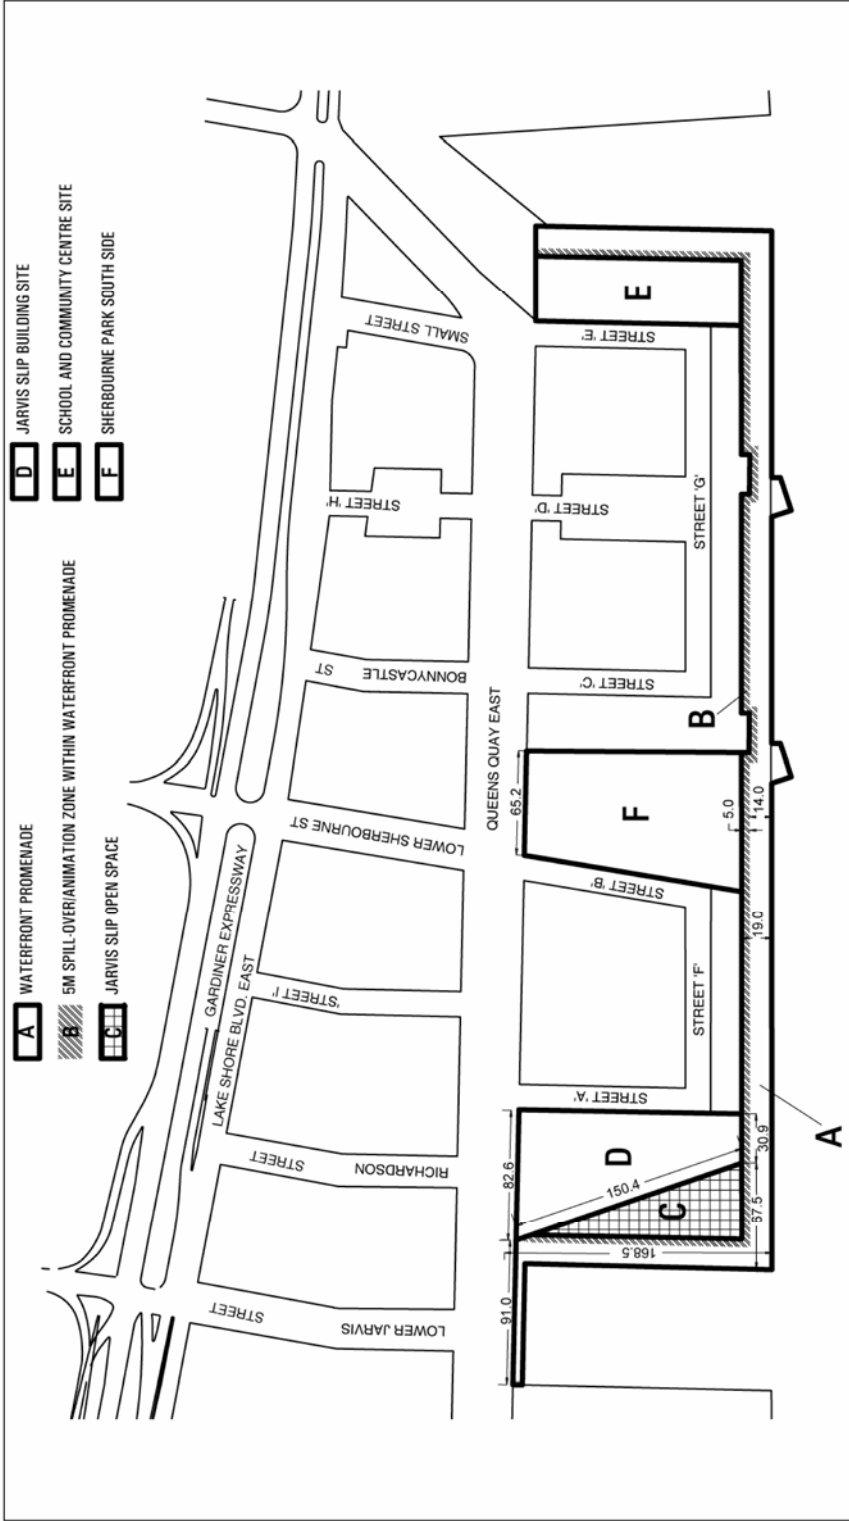 A WATERFRONT PROMENADE
B 5M SPILL-OVER/ANIMATION ZONE WITHIN WATERFRONT PROMENADE
C JARVIS SLIP OPEN SPACE
D JARVIS SLIP BUILDING SITE
E SCHOOL AND COMMUNITY CENTRE SITE
F SHERBOURNE PARK SOUTH SIDE
GARDINER EXPRESSWAY
LAKE SHORE BLVD. EAST
LOWER JARVIS
STREET
RICHARDSON
STREET
'STREET I'
LOWER SHERBOURNE ST
BONNYCASTLE
ST
STREET 'H'
SMALL STREET
QUEENS QUAY EAST
91.0
82.6
65.2
168.5
150.4
C
D
STREET 'A'
STREET 'B'
F
STREET 'C'
STREET 'D'
STREET 'E'
E
STREET 'F'
STREET 'G'
B
57.5
30.9
19.0
5.0
14.0
A